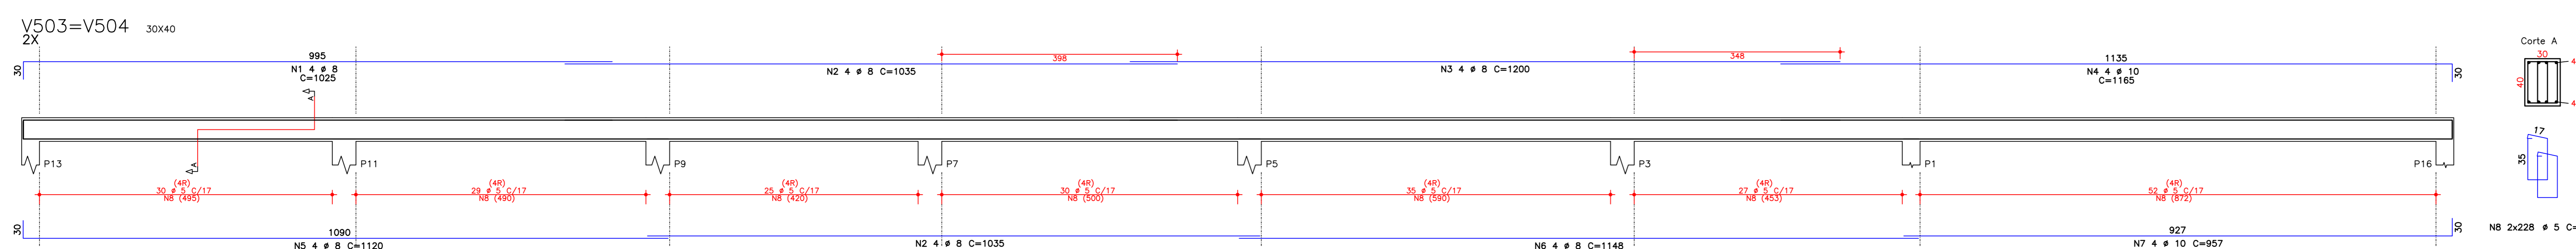 V503=V504 30X40
2X
995
398
348
1135
30
N1 4 ø 8
C=1025
N2 4 ø 8 C=1035
N3 4 ø 8 C=1200
N4 4 ø 10
C=1165
30
A
A
P13
P11
P9
P7
P5
P3
P1
P16
(4R)
30 ø 5 C/17
N8 (495)
(4R)
29 ø 5 C/17
N8 (490)
(4R)
25 ø 5 C/17
N8 (420)
(4R)
30 ø 5 C/17
N8 (500)
(4R)
35 ø 5 C/17
N8 (590)
(4R)
27 ø 5 C/17
N8 (453)
(4R)
52 ø 5 C/17
N8 (872)
30
1090
N5 4 ø 8 C=1120
N2 4 ø 8 C=1035
N6 4 ø 8 C=1148
927
N7 4 ø 10 C=957
30
Corte A
30
40
4
4
17
35
N8 2x228 ø 5 C=